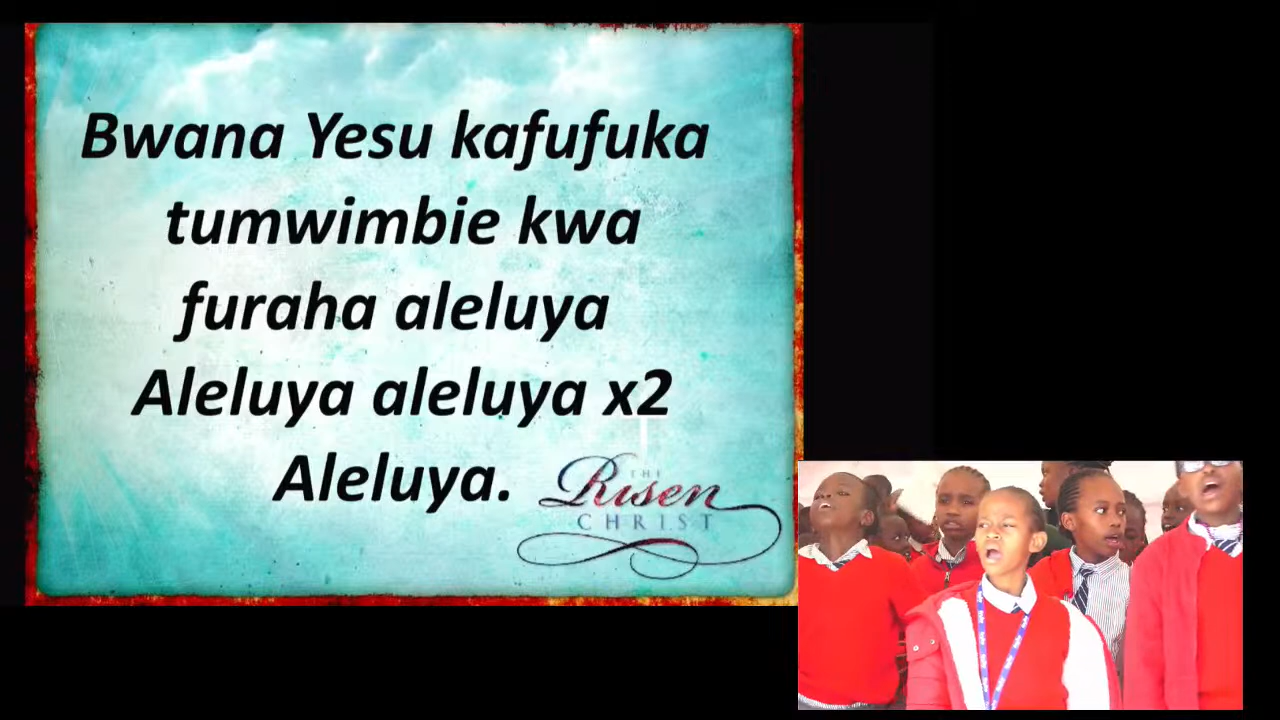 Bwana Yesu kafufuka
tumwimbie kwa
furaha aleluya
Aleluya aleluya x2
Aleluya.
THE
Risen
CHRIST